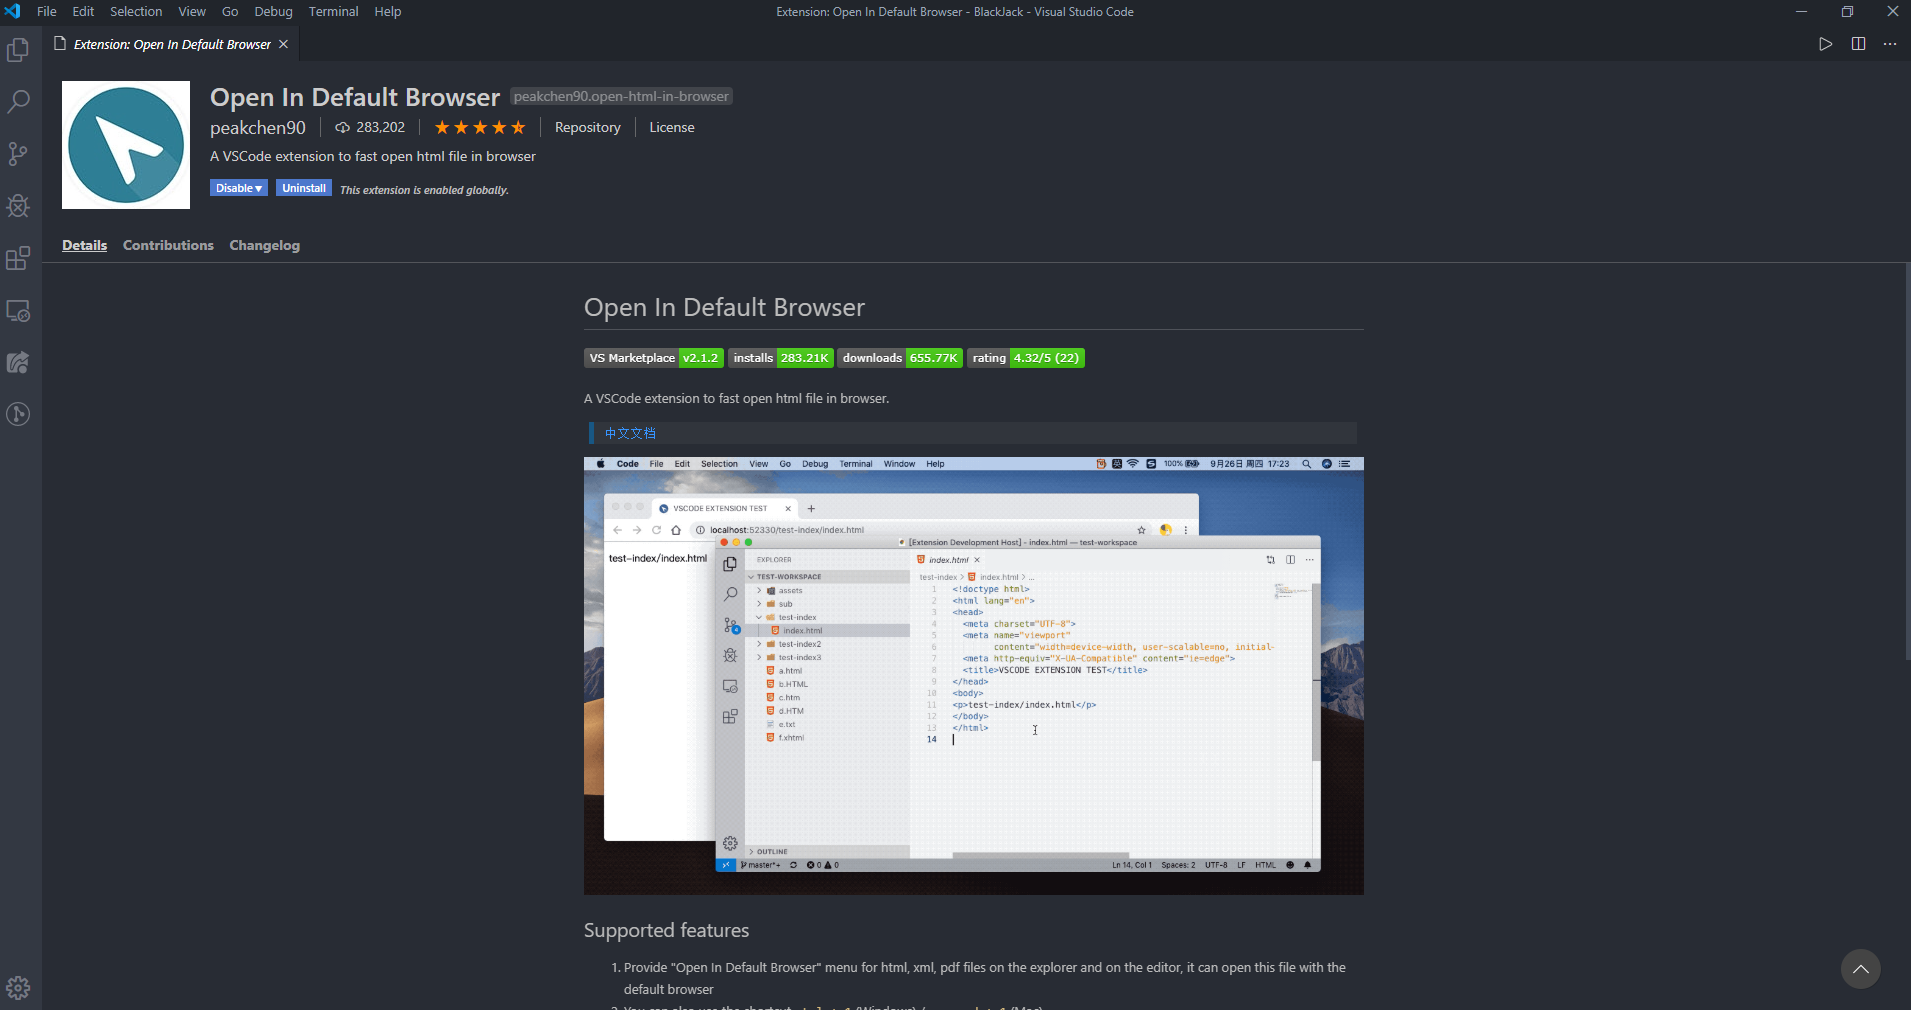 File Edit Selection View Go Debug Terminal Help
Extension: Open In Default Browser - BlackJack - Visual Studio Code
Extension: Open In Default Browser
Open In Default Browser peakchen90.open-html-in-browser
peakchen90 283,202 Repository License
A VSCode extension to fast open html file in browser
Disable Uninstall This extension is enabled globally.
Details Contributions Changelog
Open In Default Browser
VS Marketplace v2.1.2 installs 283.21K downloads 655.77K rating 4.32/5 (22)
A VSCode extension to fast open html file in browser.
中文文档
Code File Edit Selection View Go Debug Terminal Window Help 100% 9月26日 周四 17:23
VSCODE EXTENSION TEST
localhost:52330/test-index/index.html
test-index/index.html
[Extension Development Host] - index.html — test-workspace
EXPLORER
TEST-WORKSPACE
assets
sub
test-index
index.html
test-index2
test-index3
a.html
b.HTML
c.htm
d.HTM
e.txt
f.xhtml
OUTLINE
index.html
test-index > index.html > ...
1 <!doctype html>
2 <html lang="en">
3 <head>
4 <meta charset="UTF-8">
5 <meta name="viewport"
6 content="width=device-width, user-scalable=no, initial-
7 <meta http-equiv="X-UA-Compatible" content="ie=edge">
8 <title>VSCODE EXTENSION TEST</title>
9 </head>
10 <body>
11 <p>test-index/index.html</p>
12 </body>
13 </html>
14
master*+ 0 0 Ln 14, Col 1 Spaces: 2 UTF-8 LF HTML
Supported features
1. Provide "Open In Default Browser" menu for html, xml, pdf files on the explorer and on the editor, it can open this file with the
default browser